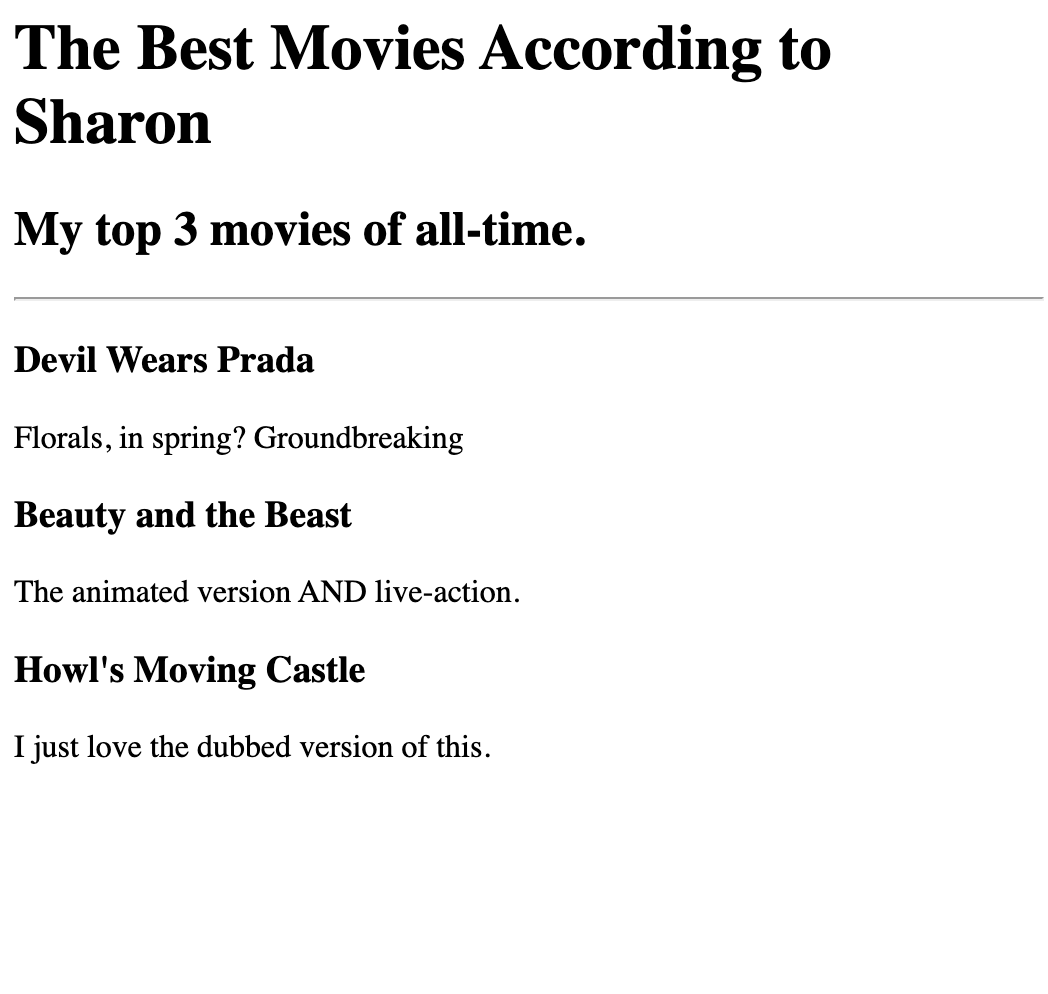 The Best Movies According to
Sharon
My top 3 movies of all-time.
Devil Wears Prada
Florals, in spring? Groundbreaking
Beauty and the Beast
The animated version AND live-action.
Howl's Moving Castle
I just love the dubbed version of this.